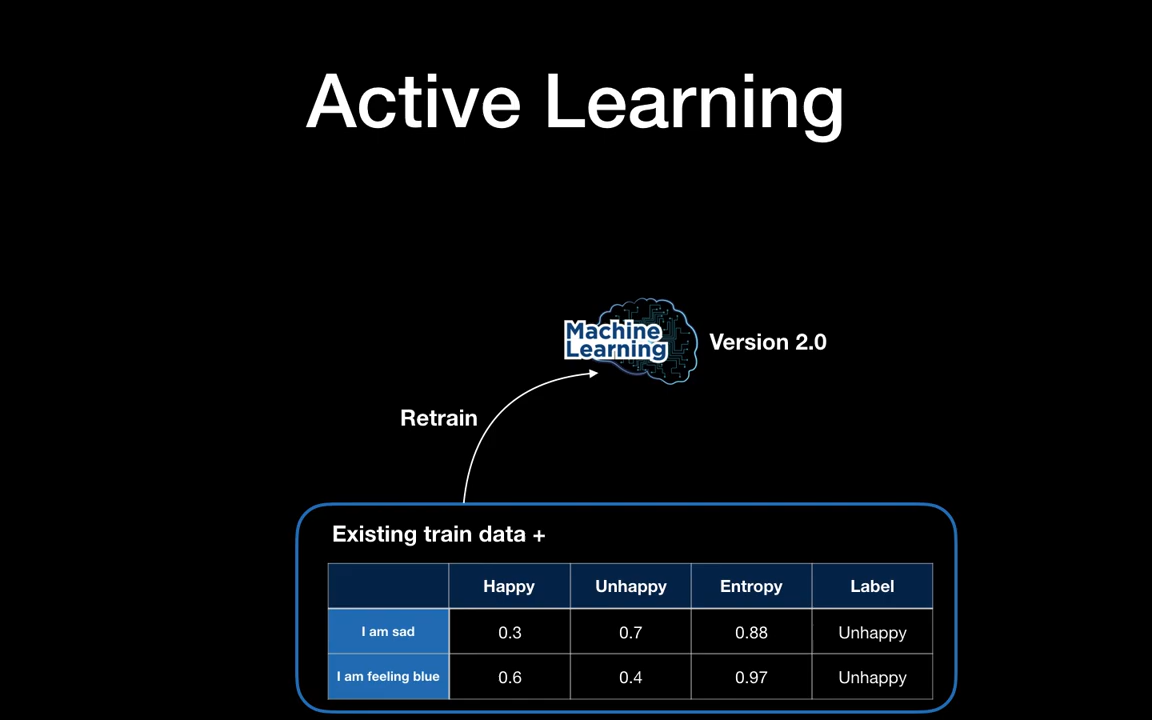 Active Learning
Machine
Learning
Version 2.0
Retrain
Existing train data +
Happy Unhappy Entropy Label
I am sad 0.3 0.7 0.88 Unhappy
I am feeling blue 0.6 0.4 0.97 Unhappy